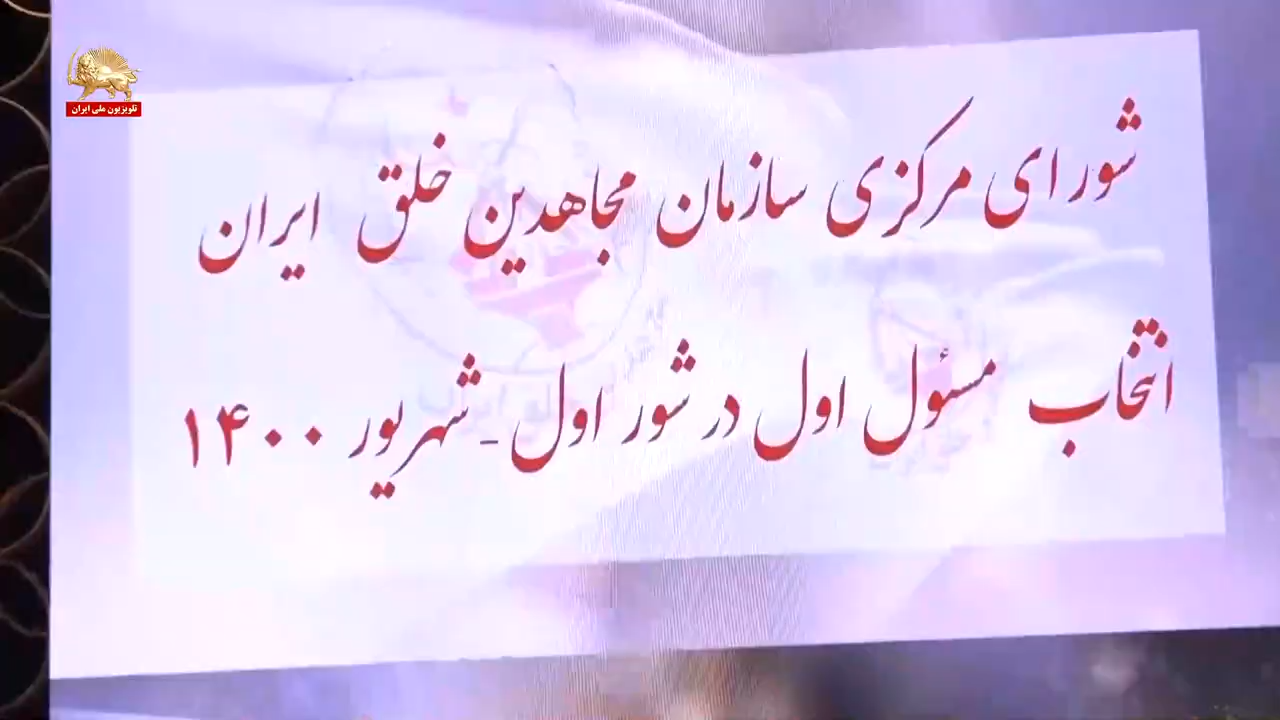 تلویزیون ملی ایران
شورای مرکزی سازمان مجاهدین خلق ایران
انتخاب مسئول اول در شور اول - شهریور ۱۴۰۰